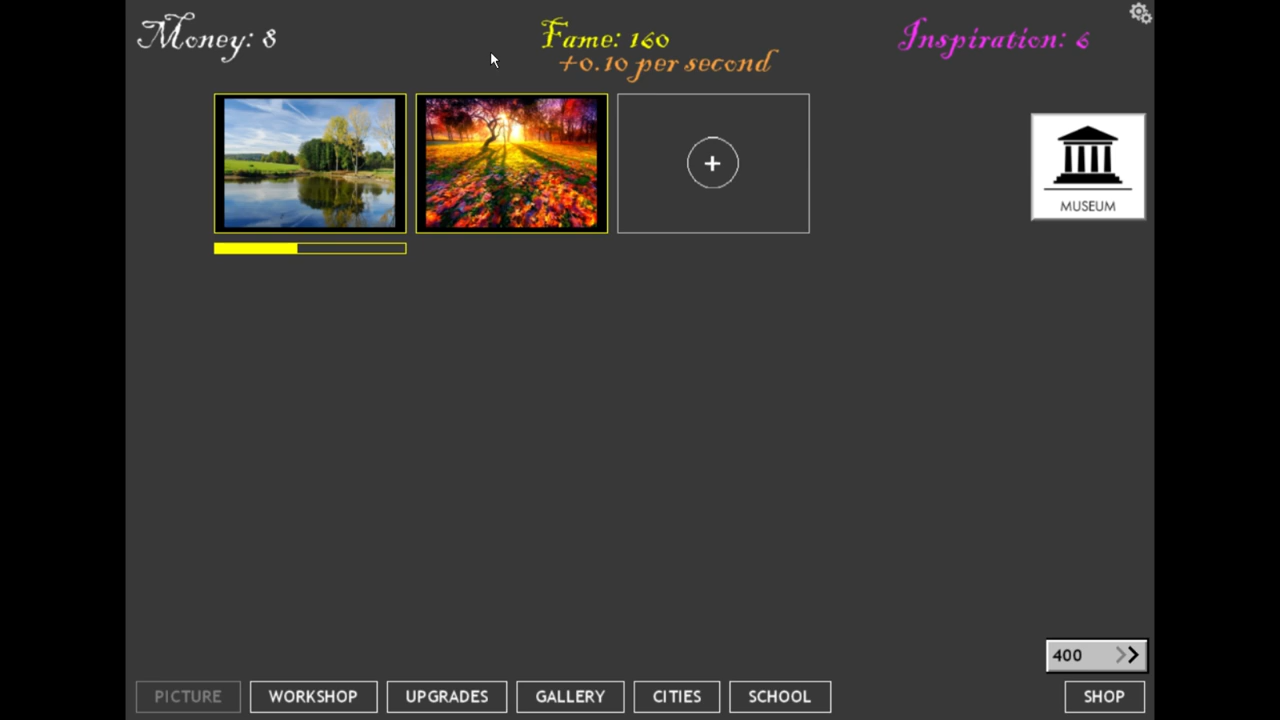 Money: 8
Fame: 160
+0.10 per second
Inspiration: 6
MUSEUM
400
PICTURE
WORKSHOP
UPGRADES
GALLERY
CITIES
SCHOOL
SHOP